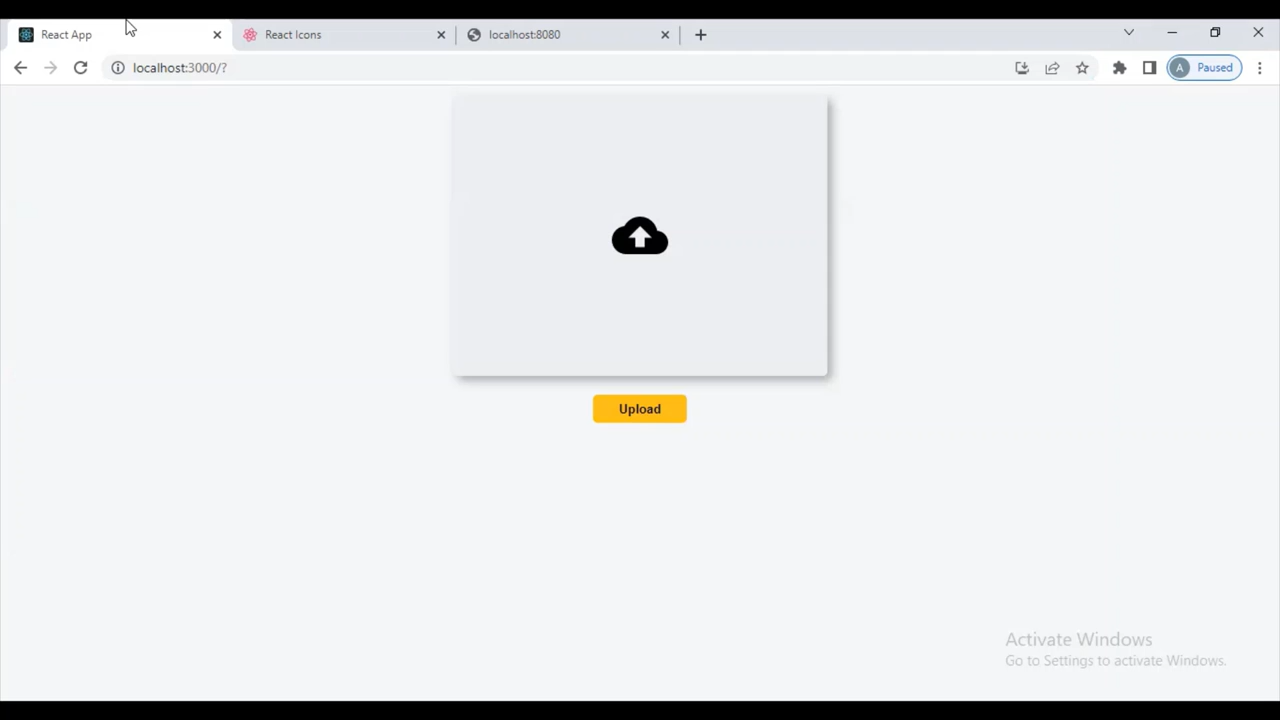 React App
React Icons
localhost:8080
localhost:3000/?
A
Paused
Upload
Activate Windows
Go to Settings to activate Windows.